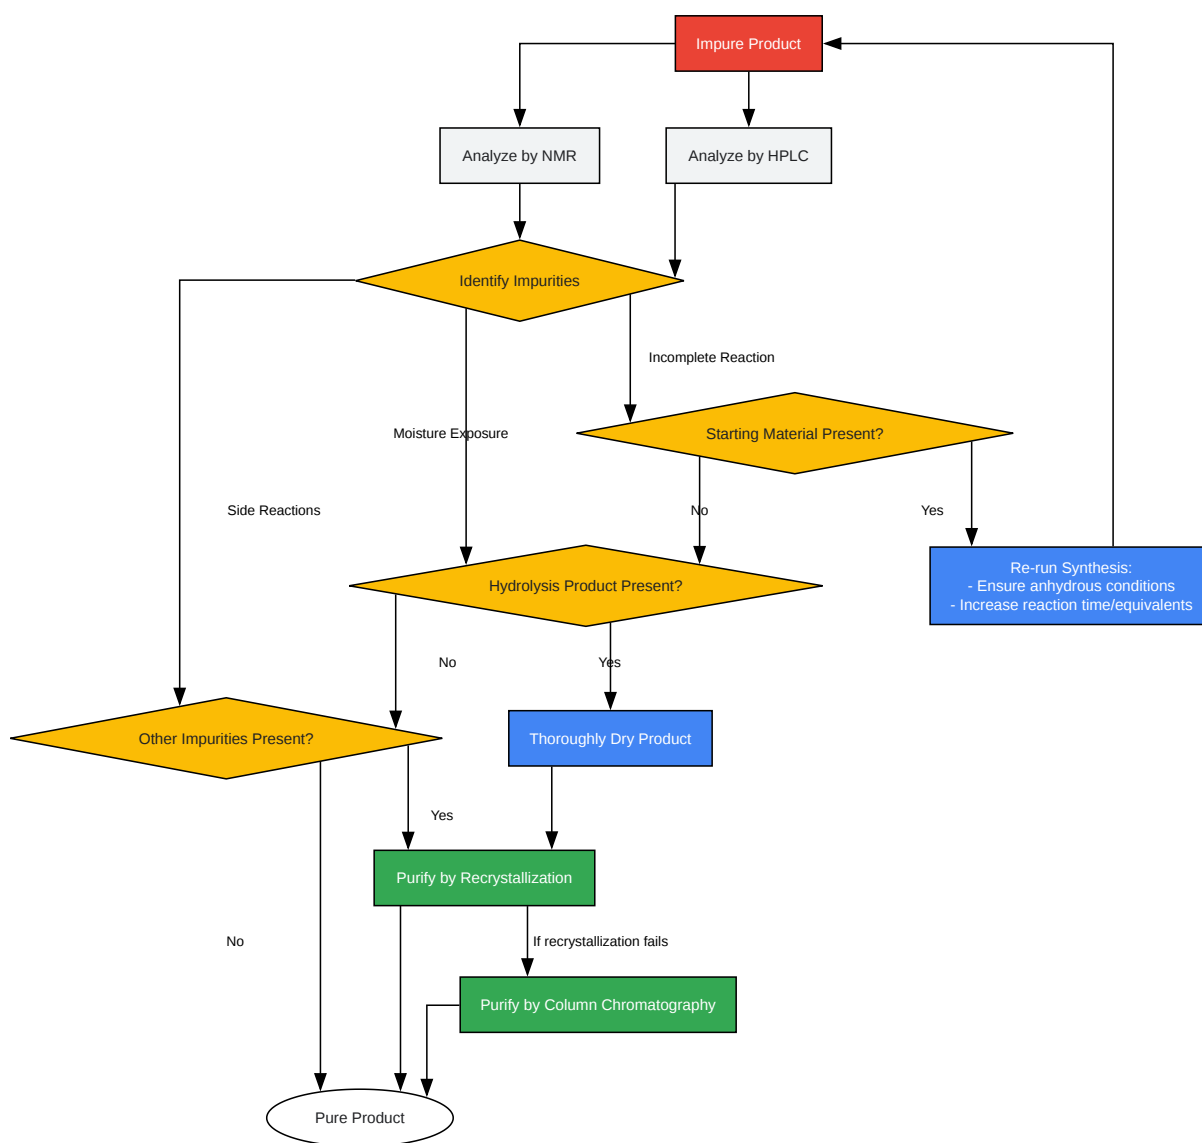 Impure Product
Analyze by NMR
Analyze by HPLC
Identify Impurities
Incomplete Reaction
Moisture Exposure
Starting Material Present?
Side Reactions
No
Yes
Re-run Synthesis:
- Ensure anhydrous conditions
- Increase reaction time/equivalents
Hydrolysis Product Present?
No
Yes
Other Impurities Present?
Thoroughly Dry Product
Yes
Purify by Recrystallization
No
If recrystallization fails
Purify by Column Chromatography
Pure Product